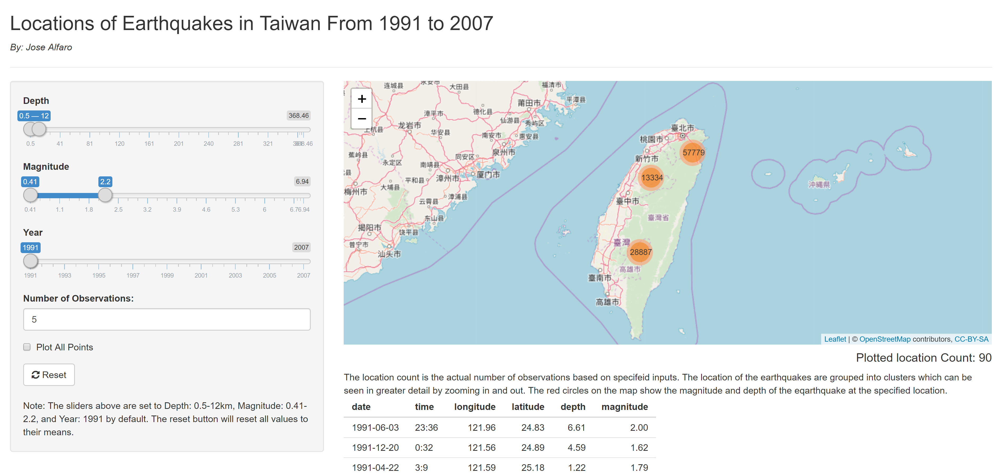 Locations of Earthquakes in Taiwan From 1991 to 2007
By: Jose Alfaro
Depth
0.5 — 12
368.46
0.5 41 81 120 161 201 240 281 321 368.46
Magnitude
0.41 2.2 6.94
0.41 1.1 1.8 2.5 3.2 3.9 4.6 5.3 6 6.7 6.94
Year
1991 2007
1991 1993 1995 1997 1999 2001 2003 2005 2007
Number of Observations:
5
Plot All Points
Reset
Note: The sliders above are set to Depth: 0.5-12km, Magnitude: 0.41-
2.2, and Year: 1991 by default. The reset button will reset all values to
their means.
+
−
连城县
永安市
大田县
福清市
平潭县
莆田市
德化县
漳平市
仙游县
秀屿区
上杭县
龙岩市
华安县
南安市
惠安县
泉州市
蕉岭县
永定区
同安区
南靖县
厦门市
平和县
漳州市
梅州市
大埔县
漳浦县
云霄县
东山县
揭阳市
饶平县
普宁市
汕头市
臺北市
桃園市
57779
新竹市
13334
臺中市
臺灣省
臺灣
28887
高雄市
臺南市
高雄市
沖縄県
Leaflet | © OpenStreetMap contributors, CC-BY-SA
Plotted location Count: 90
The location count is the actual number of observations based on specifeid inputs. The location of the earthquakes are grouped into clusters which can be
seen in greater detail by zooming in and out. The red circles on the map show the magnitude and depth of the eqarthquake at the specified location.
date time longitude latitude depth magnitude
1991-06-03 23:36 121.96 24.83 6.61 2.00
1991-12-20 0:32 121.56 24.89 4.59 1.62
1991-04-22 3:9 121.59 25.18 1.22 1.79